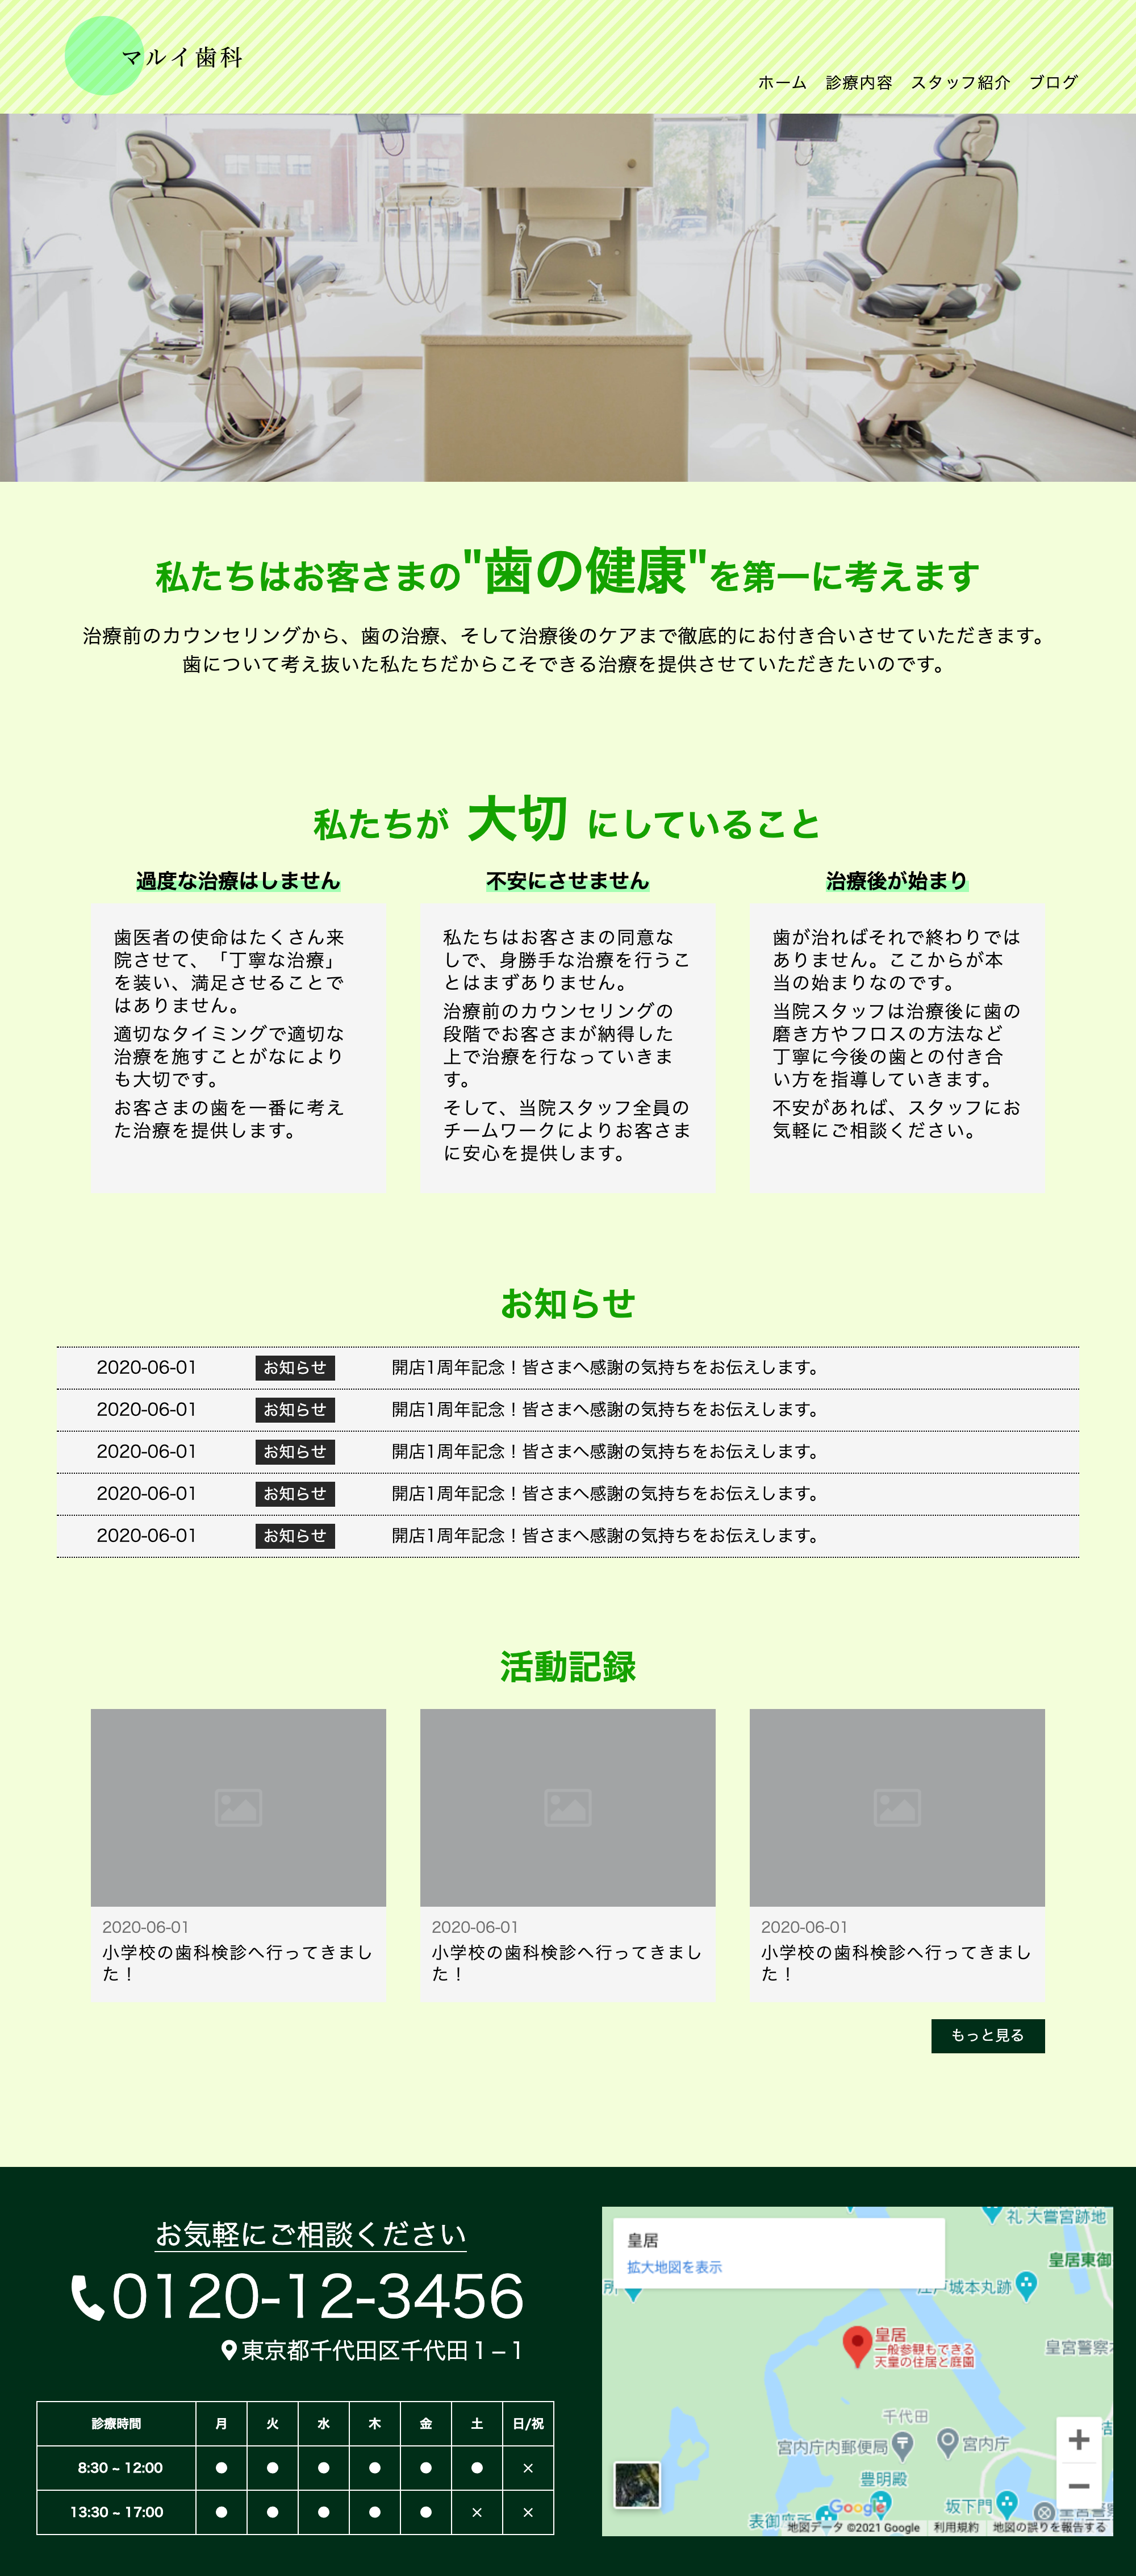 マルイ歯科
ホーム 診療内容 スタッフ紹介 ブログ
私たちはお客さまの"歯の健康"を第一に考えます
治療前のカウンセリングから、歯の治療、そして治療後のケアまで徹底的にお付き合いさせていただきます。
歯について考え抜いた私たちだからこそできる治療を提供させていただきたいのです。
私たちが 大切 にしていること
過度な治療はしません
歯医者の使命はたくさん来
院させて、「丁寧な治療」
を装い、満足させることで
はありません。
適切なタイミングで適切な
治療を施すことがなにより
も大切です。
お客さまの歯を一番に考え
た治療を提供します。
不安にさせません
私たちはお客さまの同意な
しで、身勝手な治療を行うこ
とはまずありません。
治療前のカウンセリングの
段階でお客さまが納得した
上で治療を行なっていきま
す。
そして、当院スタッフ全員の
チームワークによりお客さま
に安心を提供します。
治療後が始まり
歯が治ればそれで終わりでは
ありません。ここからが本
当の始まりなのです。
当院スタッフは治療後に歯の
磨き方やフロスの方法など
丁寧に今後の歯との付き合
い方を指導していきます。
不安があれば、スタッフにお
気軽にご相談ください。
お知らせ
2020-06-01 お知らせ 開店1周年記念！皆さまへ感謝の気持ちをお伝えします。
2020-06-01 お知らせ 開店1周年記念！皆さまへ感謝の気持ちをお伝えします。
2020-06-01 お知らせ 開店1周年記念！皆さまへ感謝の気持ちをお伝えします。
2020-06-01 お知らせ 開店1周年記念！皆さまへ感謝の気持ちをお伝えします。
2020-06-01 お知らせ 開店1周年記念！皆さまへ感謝の気持ちをお伝えします。
活動記録
2020-06-01
小学校の歯科検診へ行ってきまし
た！
2020-06-01
小学校の歯科検診へ行ってきまし
た！
2020-06-01
小学校の歯科検診へ行ってきまし
た！
もっと見る
お気軽にご相談ください
0120-12-3456
東京都千代田区千代田１−１
診療時間 月 火 水 木 金 土 日/祝
8:30 ~ 12:00 ● ● ● ● ● ● ×
13:30 ~ 17:00 ● ● ● ● ● × ×
皇居
拡大地図を表示
礼 大嘗宮跡地
皇居東御
所
江戸城本丸跡
皇居
一般参観もできる
天皇の住居と庭園
皇宮警察
千代田
宮内庁内郵便局
宮内庁
豊明殿
坂下門
表御座所
Google
地図データ ©2021 Google 利用規約 地図の誤りを報告する